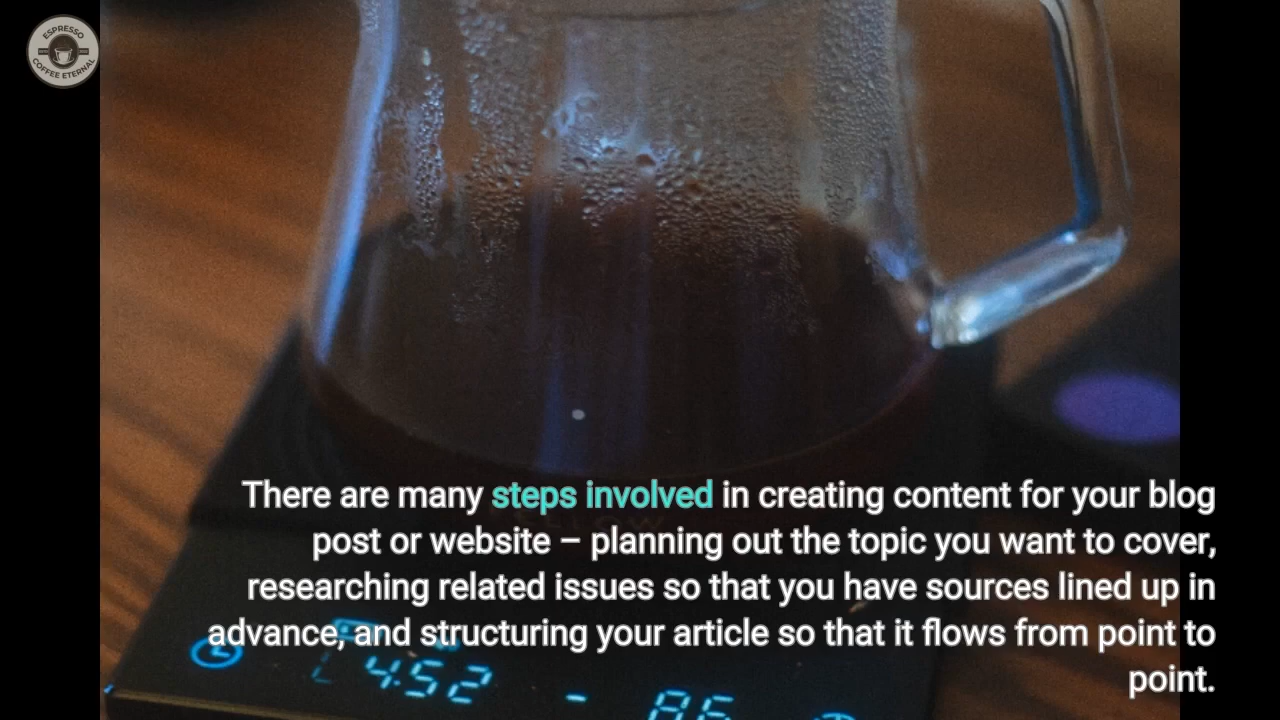 ESPRESSO
COFFEE ETERNAL
There are many steps involved in creating content for your blog
post or website – planning out the topic you want to cover,
researching related issues so that you have sources lined up in
advance, and structuring your article so that it flows from point to
point.
4:52 - 86